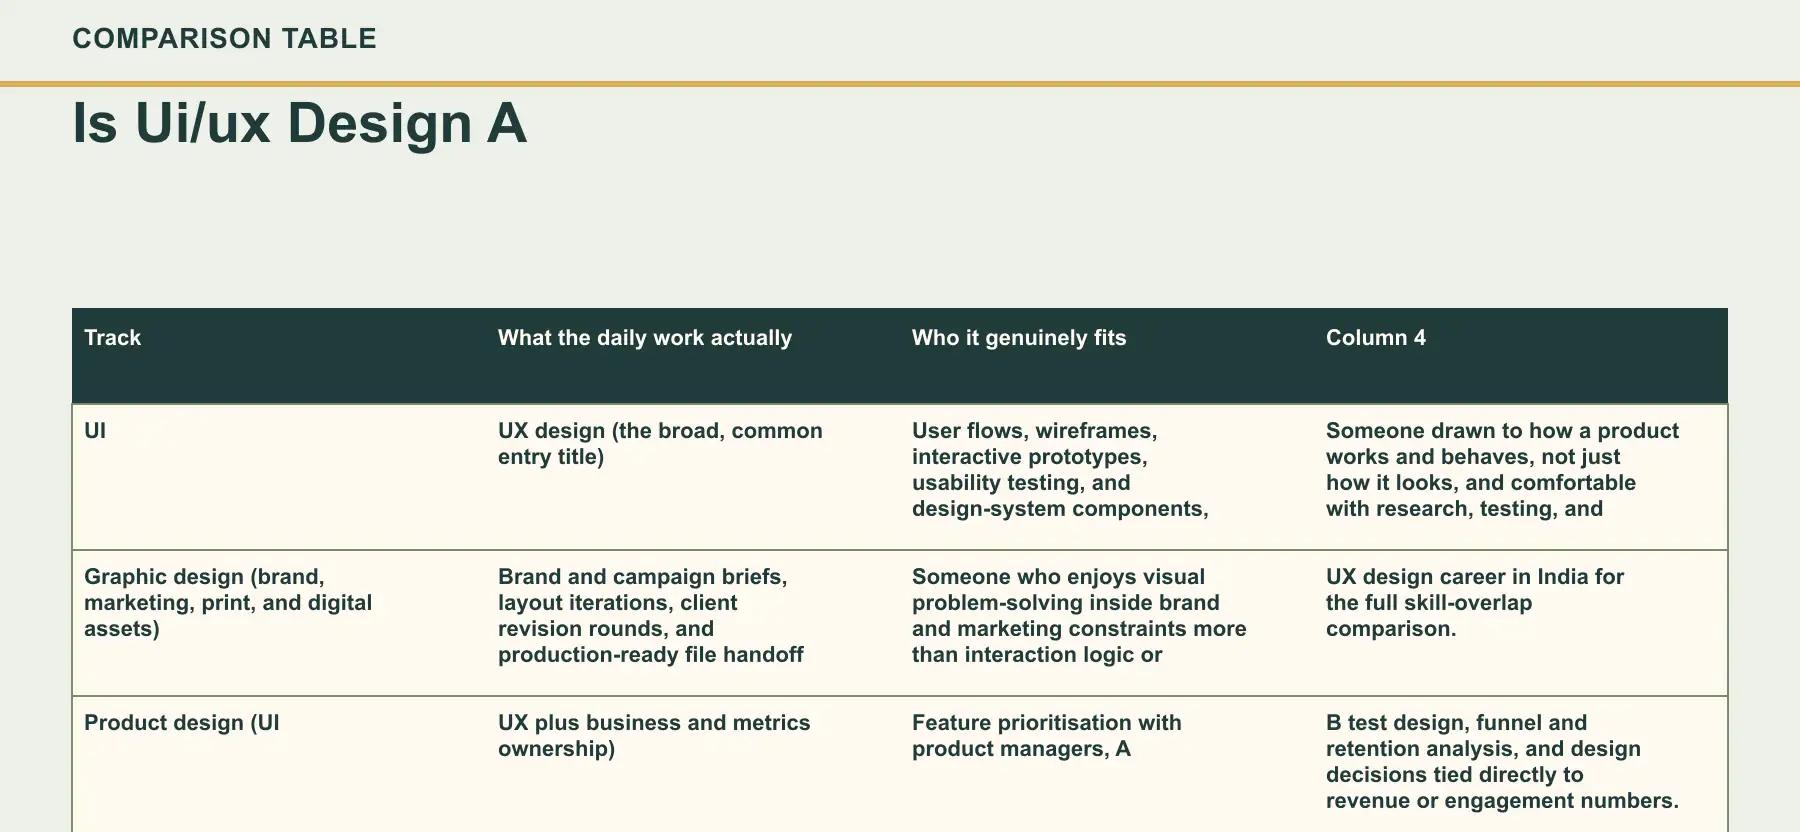 COMPARISON TABLE
Is Ui/ux Design A
Track
What the daily work actually
Who it genuinely fits
Column 4
UI
UX design (the broad, common
entry title)
User flows, wireframes,
interactive prototypes,
usability testing, and
design-system components,
Someone drawn to how a product
works and behaves, not just
how it looks, and comfortable
with research, testing, and
Graphic design (brand,
marketing, print, and digital
assets)
Brand and campaign briefs,
layout iterations, client
revision rounds, and
production-ready file handoff
Someone who enjoys visual
problem-solving inside brand
and marketing constraints more
than interaction logic or
UX design career in India for
the full skill-overlap
comparison.
Product design (UI
UX plus business and metrics
ownership)
Feature prioritisation with
product managers, A
B test design, funnel and
retention analysis, and design
decisions tied directly to
revenue or engagement numbers.